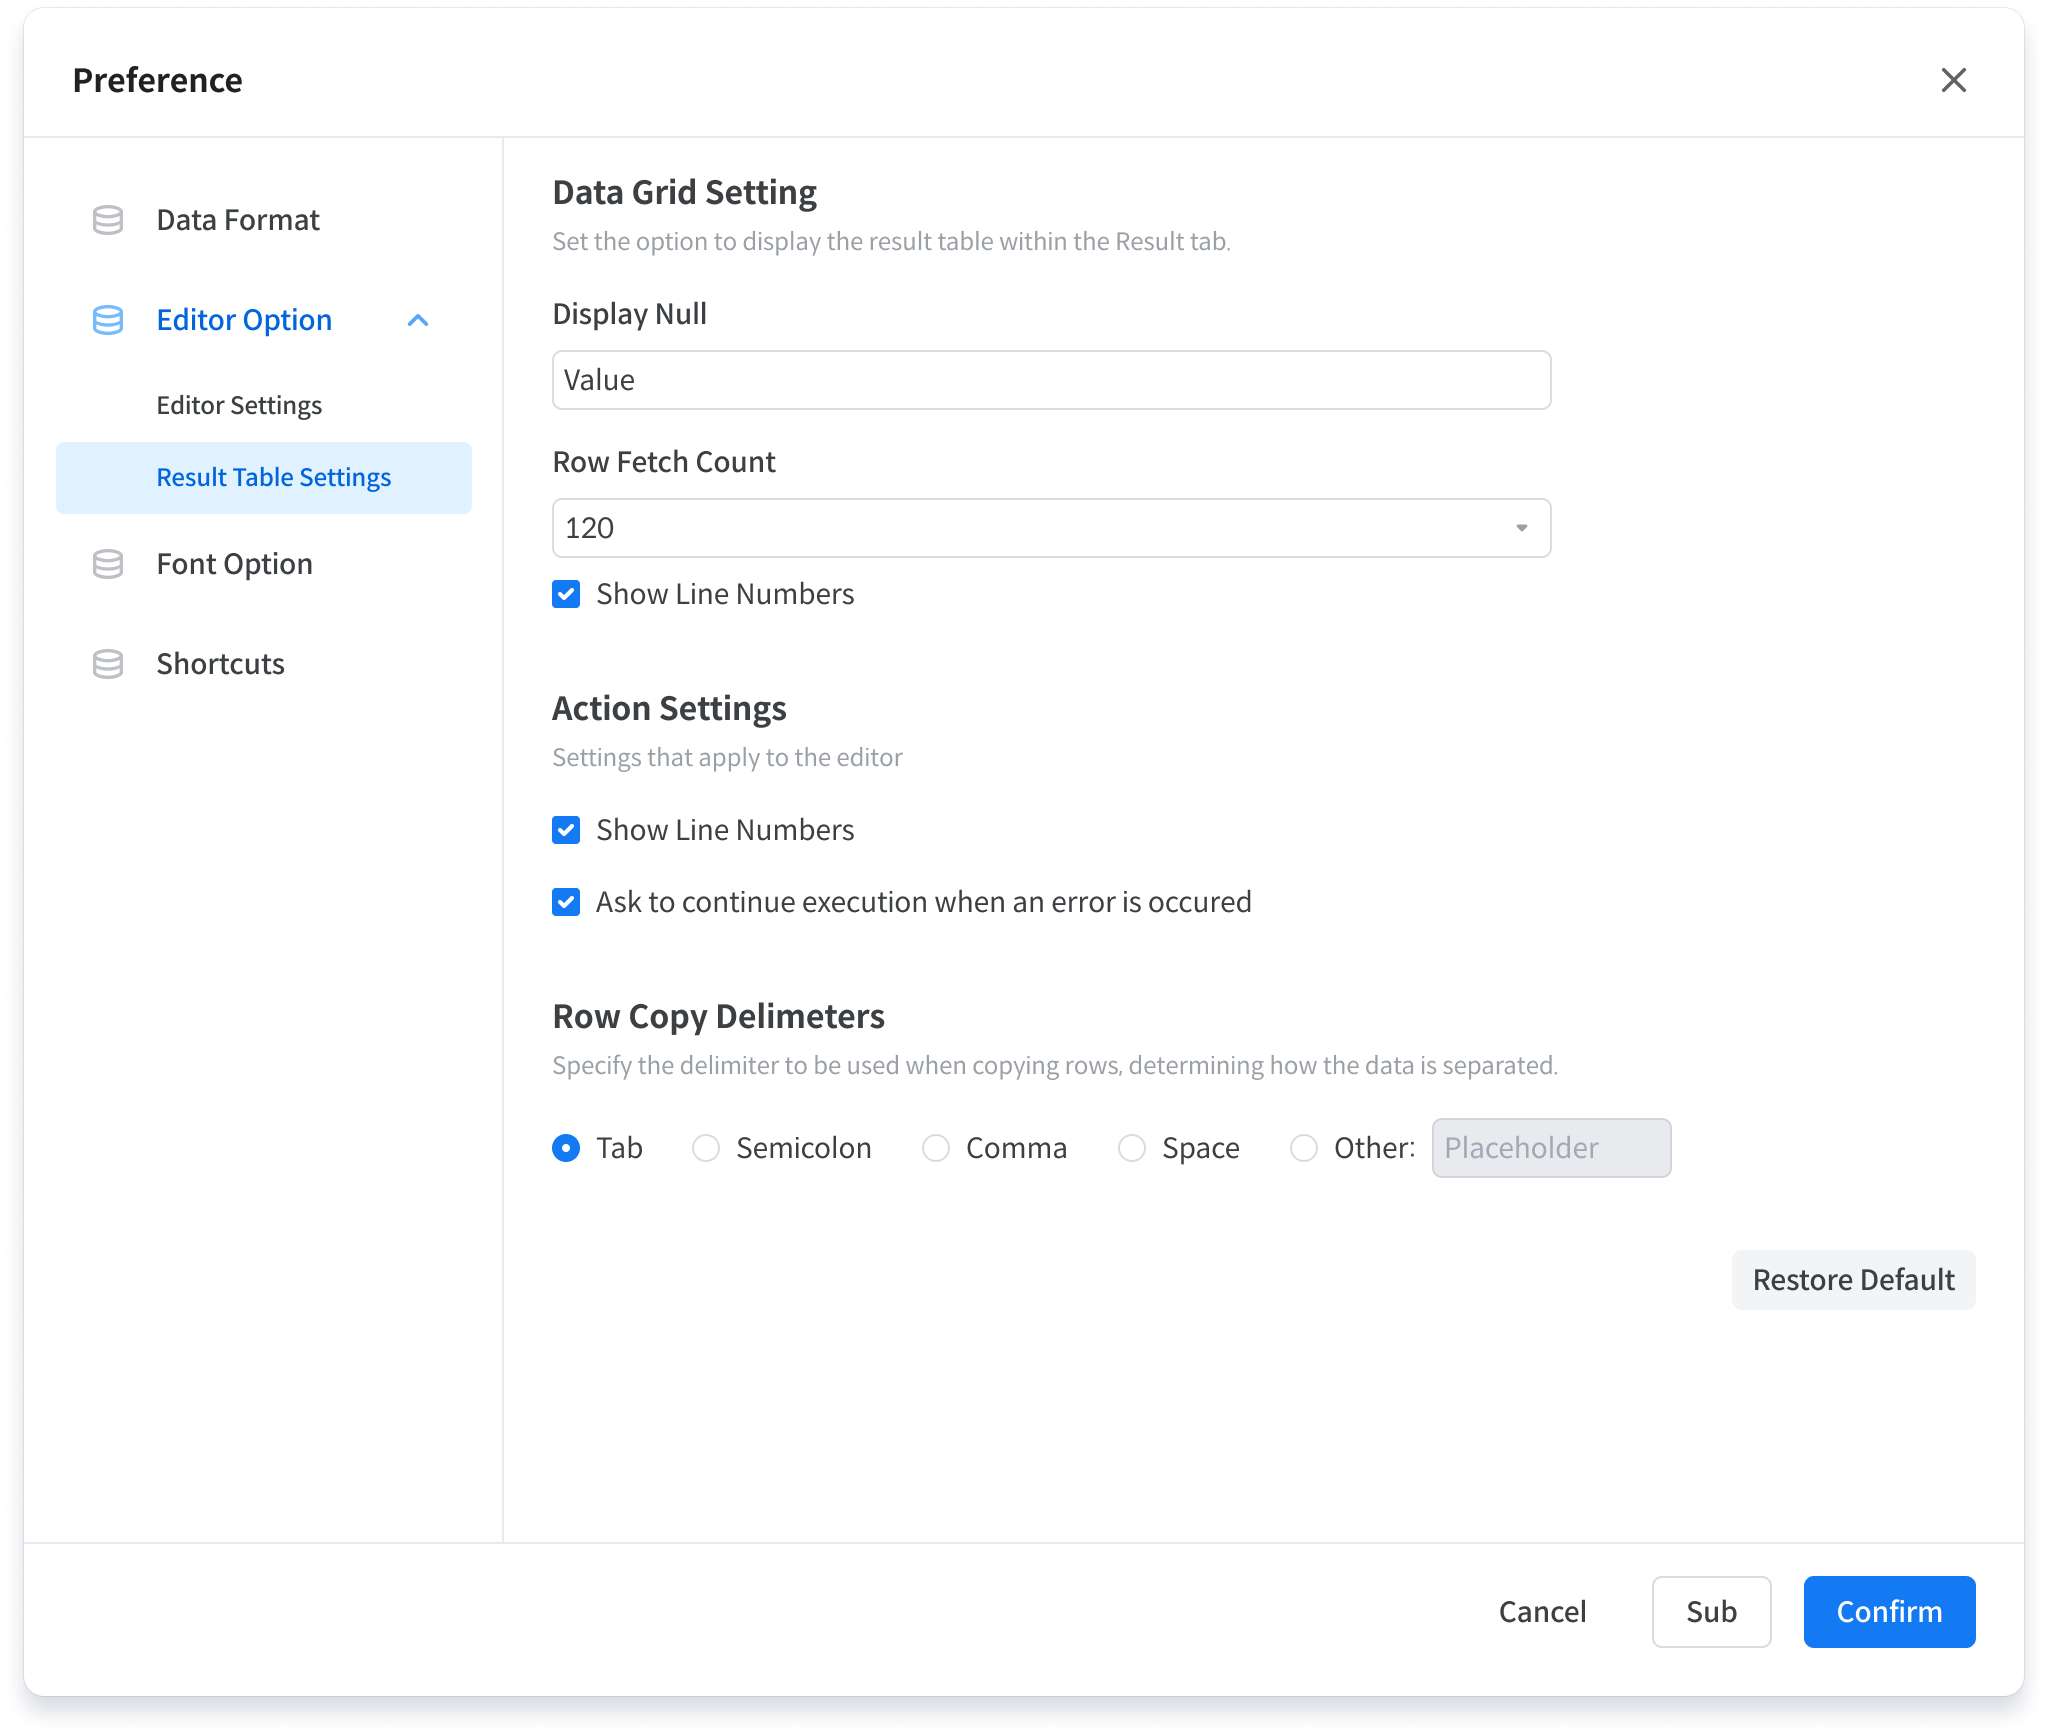 Preference
Data Format
Editor Option
Editor Settings
Result Table Settings
Font Option
Shortcuts
Data Grid Setting
Set the option to display the result table within the Result tab.
Display Null
Value
Row Fetch Count
120
Show Line Numbers
Action Settings
Settings that apply to the editor
Show Line Numbers
Ask to continue execution when an error is occured
Row Copy Delimeters
Specify the delimiter to be used when copying rows, determining how the data is separated.
Tab Semicolon Comma Space Other: Placeholder
Restore Default
Cancel Sub Confirm